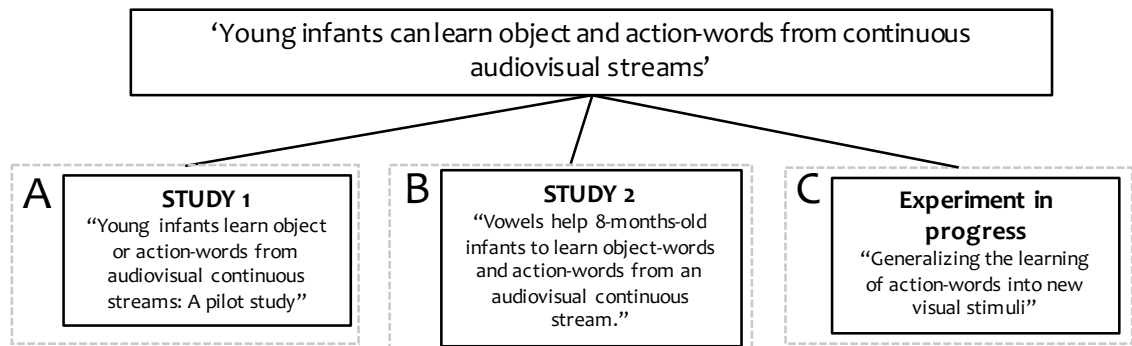 ‘Young infants can learn object and action-words from continuous
audiovisual streams’
A
STUDY 1
“Young infants learn object
or action-words from
audiovisual continuous
streams: A pilot study”
B
STUDY 2
“Vowels help 8-months-old
infants to learn object-words
and action-words from an
audiovisual continuous
stream.”
C
Experiment in
progress
“Generalizing the learning
of action-words into new
visual stimuli”